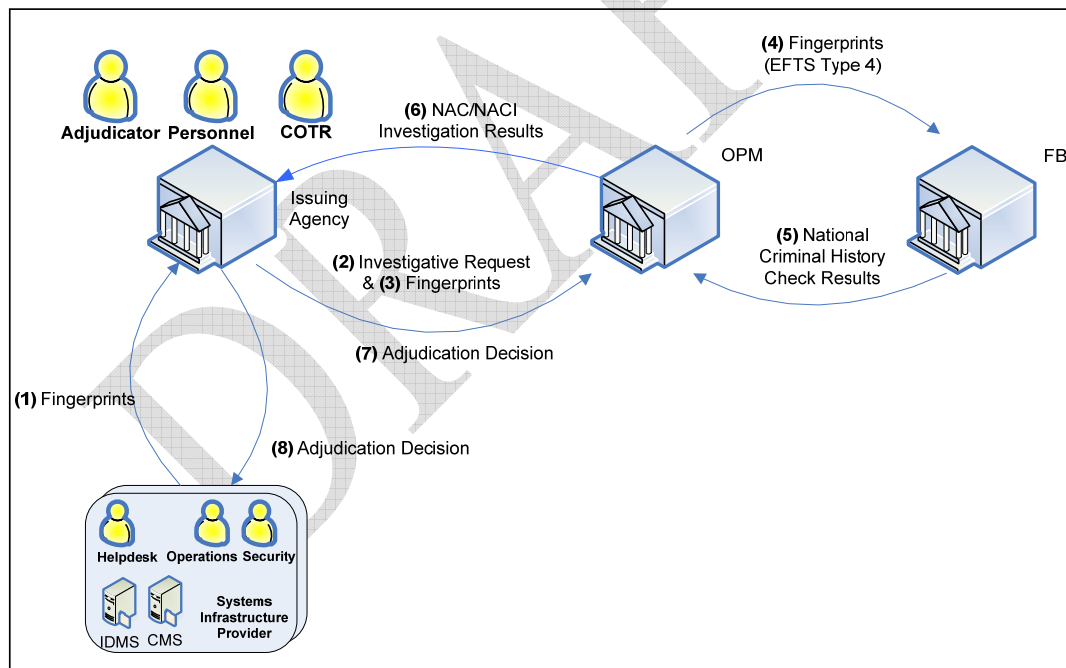 (4) Fingerprints
(EFTS Type 4)
Adjudicator Personnel COTR
(6) NAC/NACI
Investigation Results
OPM
FB
Issuing
Agency
(5) National
Criminal History
Check Results
(2) Investigative Request
& (3) Fingerprints
(7) Adjudication Decision
(1) Fingerprints
(8) Adjudication Decision
Helpdesk Operations Security
Systems
Infrastructure
Provider
IDMS CMS
DRAF